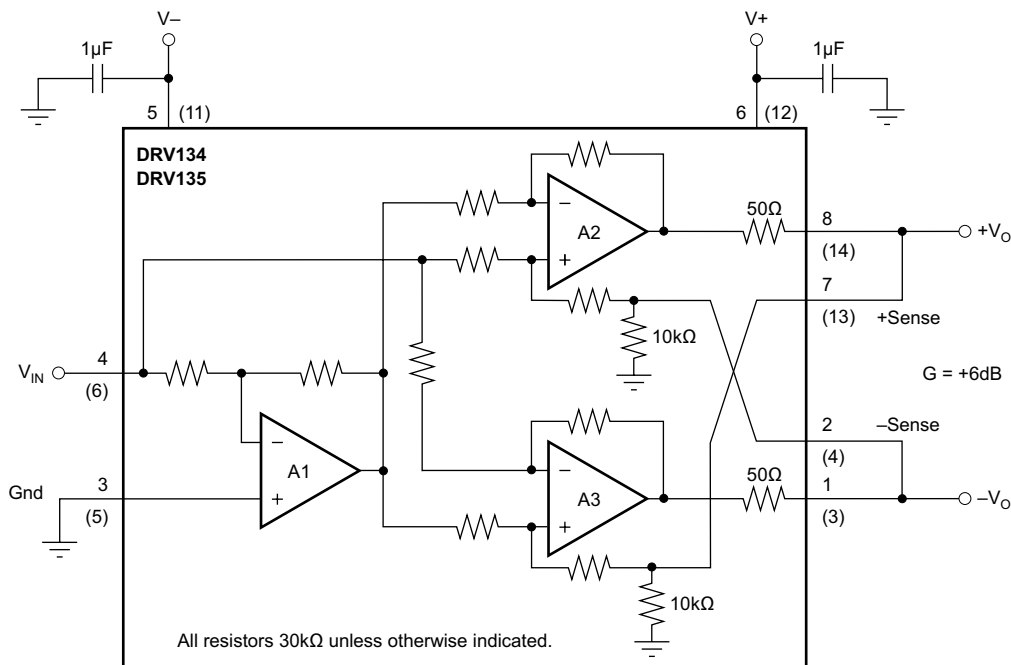 V–
V+
1µF
1µF
5 (11)
6 (12)
DRV134
DRV135
– A2 +
50Ω
8
(14)
+V_O
7
(13)
+Sense
10kΩ
V_IN
4
(6)
G = +6dB
– A1 +
2
(4)
–Sense
Gnd
3
(5)
– A3 +
50Ω
1
(3)
–V_O
10kΩ
All resistors 30kΩ unless otherwise indicated.